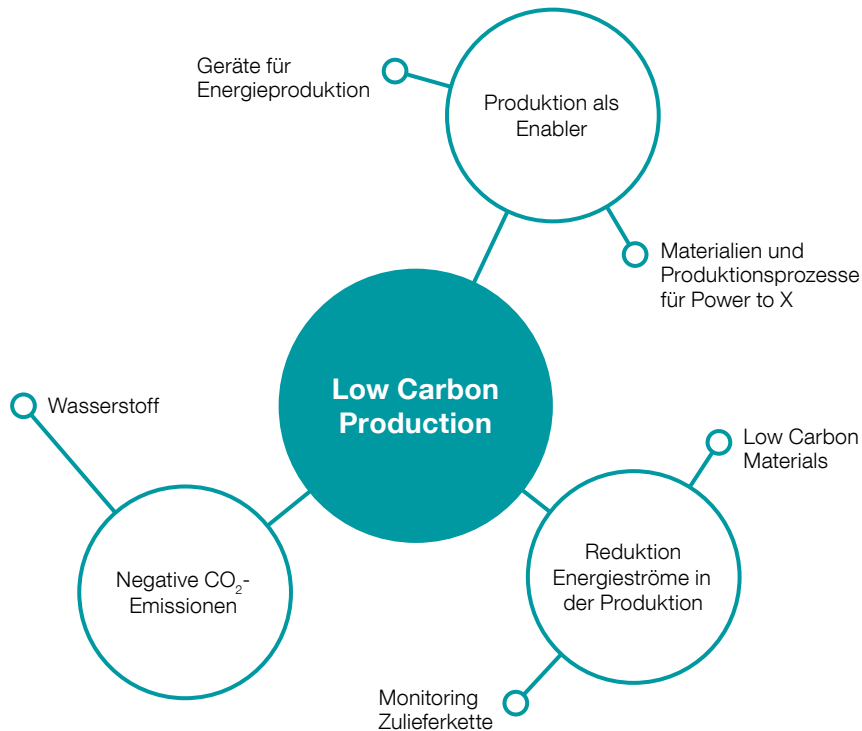 Geräte für
Energieproduktion
Produktion als
Enabler
Materialien und
Produktionsprozesse
für Power to X
Low Carbon
Production
Wasserstoff
Low Carbon
Materials
Negative CO₂-
Emissionen
Reduktion
Energieströme in
der Produktion
Monitoring
Zulieferkette